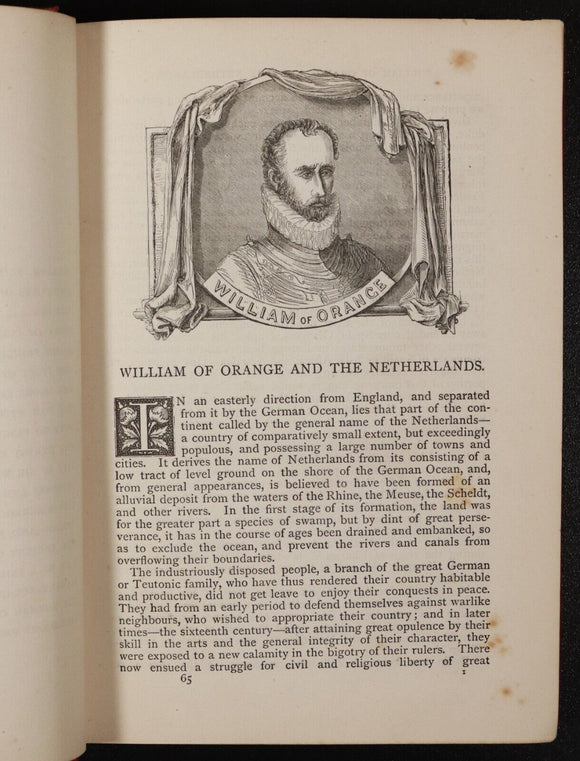 WILLIAM OF ORANGE
WILLIAM OF ORANGE AND THE NETHERLANDS.
IN an easterly direction from England, and separated
from it by the German Ocean, lies that part of the con-
tinent called by the general name of the Netherlands—
a country of comparatively small extent, but exceedingly
populous, and possessing a large number of towns and
cities. It derives the name of Netherlands from its consisting of a
low tract of level ground on the shore of the German Ocean, and,
from general appearances, is believed to have been formed of an
alluvial deposit from the waters of the Rhine, the Meuse, the Scheldt,
and other rivers. In the first stage of its formation, the land was
for the greater part a species of swamp, but by dint of great perse-
verance, it has in the course of ages been drained and embanked, so
as to exclude the ocean, and prevent the rivers and canals from
overflowing their boundaries.
The industriously disposed people, a branch of the great German
or Teutonic family, who have thus rendered their country habitable
and productive, did not get leave to enjoy their conquests in peace.
They had from an early period to defend themselves against warlike
neighbours, who wished to appropriate their country; and in later
times—the sixteenth century—after attaining great opulence by their
skill in the arts and the general integrity of their character, they
were exposed to a new calamity in the bigotry of their rulers. There
now ensued a struggle for civil and religious liberty of great
65
1